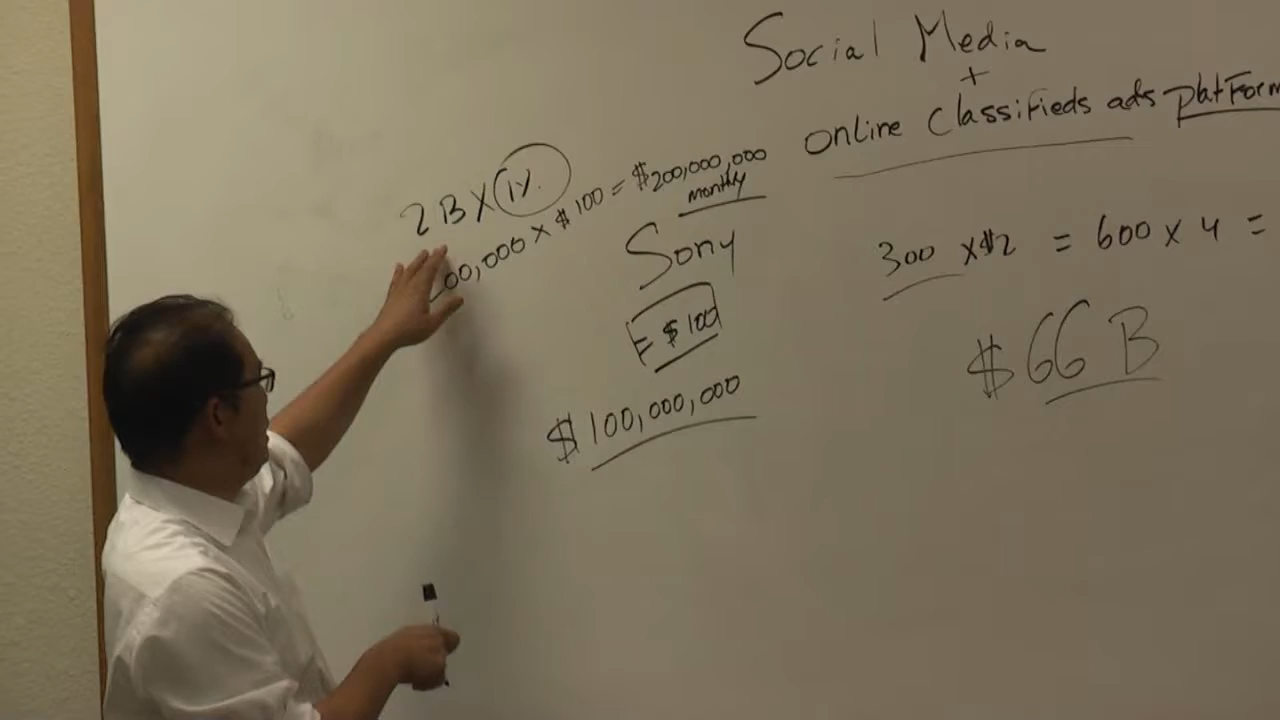 Social Media
+
online classifieds ads platform
2B X 1%
00,000 X $100 = $200,000,000
monthly
Sony
= $100
$100,000,000
300 x $2 = 600 x 4 =
$66 B